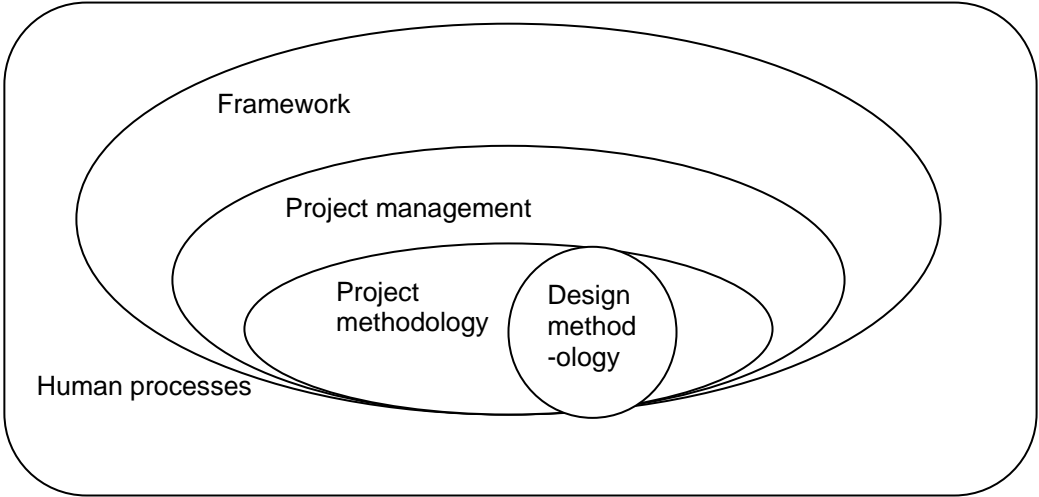 Framework
Project management
Project
methodology
Design
method
-ology
Human processes